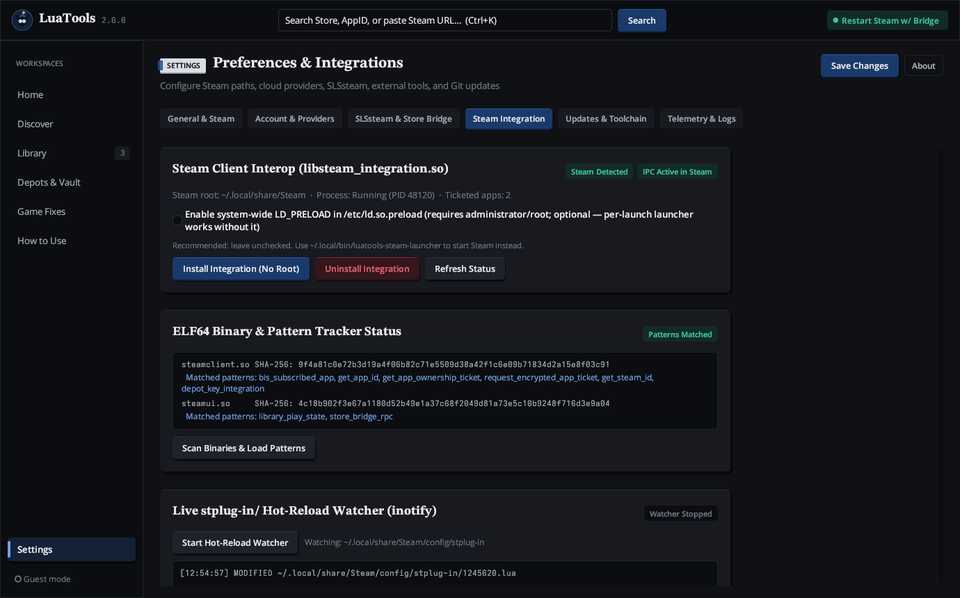 LuaTools 2.6.0
Search Store, AppID, or paste Steam URL... (Ctrl+K)
Search
Restart Steam w/ Bridge
WORKSPACES
Home
Discover
Library 3
Depots & Vault
Game Fixes
How to Use
Settings
Guest mode
SETTINGS Preferences & Integrations
Configure Steam paths, cloud providers, SLSsteam, external tools, and Git updates
Save Changes
About
General & Steam
Account & Providers
SLSsteam & Store Bridge
Steam Integration
Updates & Toolchain
Telemetry & Logs
Steam Client Interop (libsteam_integration.so)
Steam Detected
IPC Active in Steam
Steam root: ~/.local/share/Steam · Process: Running (PID 48120) · Ticketed apps: 2
Enable system-wide LD_PRELOAD in /etc/ld.so.preload (requires administrator/root; optional — per-launch launcher
works without it)
Recommended: leave unchecked. Use ~/.local/bin/luatools-steam-launcher to start Steam instead.
Install Integration (No Root)
Uninstall Integration
Refresh Status
ELF64 Binary & Pattern Tracker Status
Patterns Matched
steamclient.so SHA-256: 9f4a81c0e72b3d19a4f06b82c71e5509d38a42f1c6e09b71834d2a15e8f03c91
Matched patterns: bis_subscribed_app, get_app_id, get_app_ownership_ticket, request_encrypted_app_ticket, get_steam_id,
depot_key_integration
steamui.so SHA-256: 4c18b902f3e67a1180d52b49e1a37c68f2049d81a73e5c10b9248f716d3e9a04
Matched patterns: library_play_state, store_bridge_rpc
Scan Binaries & Load Patterns
Live stplug-in/ Hot-Reload Watcher (inotify)
Watcher Stopped
Start Hot-Reload Watcher
Watching: ~/.local/share/Steam/config/stplug-in
[12:54:57] MODIFIED ~/.local/share/Steam/config/stplug-in/1245620.lua